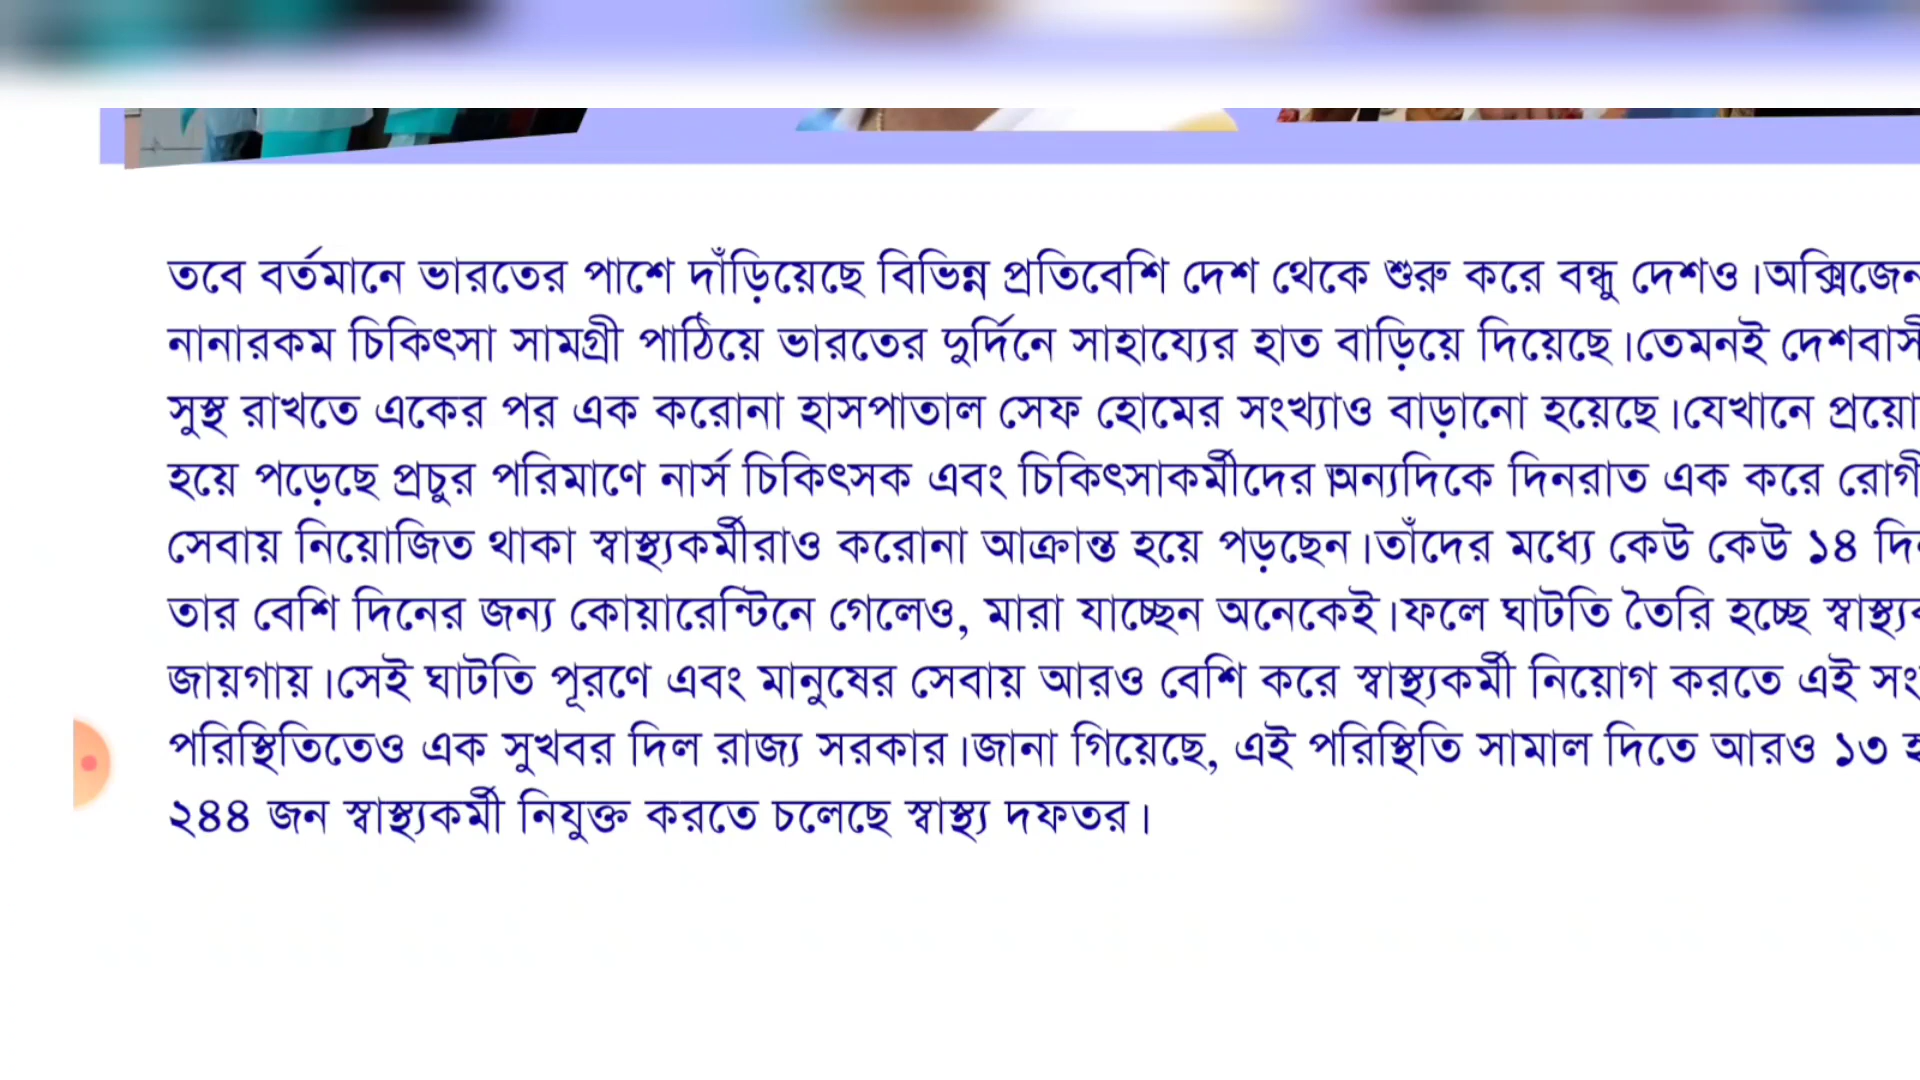 তবে বর্তমানে ভারতের পাশে দাঁড়িয়েছে বিভিন্ন প্রতিবেশি দেশ থেকে শুরু করে বন্ধু দেশও।অক্সিজেন
নানারকম চিকিৎসা সামগ্রী পাঠিয়ে ভারতের দুর্দিনে সাহায্যের হাত বাড়িয়ে দিয়েছে।তেমনই দেশবাসী
সুস্থ রাখতে একের পর এক করোনা হাসপাতাল সেফ হোমের সংখ্যাও বাড়ানো হয়েছে।যেখানে প্রয়ো
হয়ে পড়েছে প্রচুর পরিমাণে নার্স চিকিৎসক এবং চিকিৎসাকর্মীদের।অন্যদিকে দিনরাত এক করে রোগী
সেবায় নিয়োজিত থাকা স্বাস্থ্যকর্মীরাও করোনা আক্রান্ত হয়ে পড়ছেন।তাঁদের মধ্যে কেউ কেউ ১৪ দিন
তার বেশি দিনের জন্য কোয়ারেন্টিনে গেলেও, মারা যাচ্ছেন অনেকেই।ফলে ঘাটতি তৈরি হচ্ছে স্বাস্থ্যক
জায়গায়।সেই ঘাটতি পূরণে এবং মানুষের সেবায় আরও বেশি করে স্বাস্থ্যকর্মী নিয়োগ করতে এই সং
পরিস্থিতিতেও এক সুখবর দিল রাজ্য সরকার।জানা গিয়েছে, এই পরিস্থিতি সামাল দিতে আরও ১৩ হ
২৪৪ জন স্বাস্থ্যকর্মী নিযুক্ত করতে চলেছে স্বাস্থ্য দফতর।